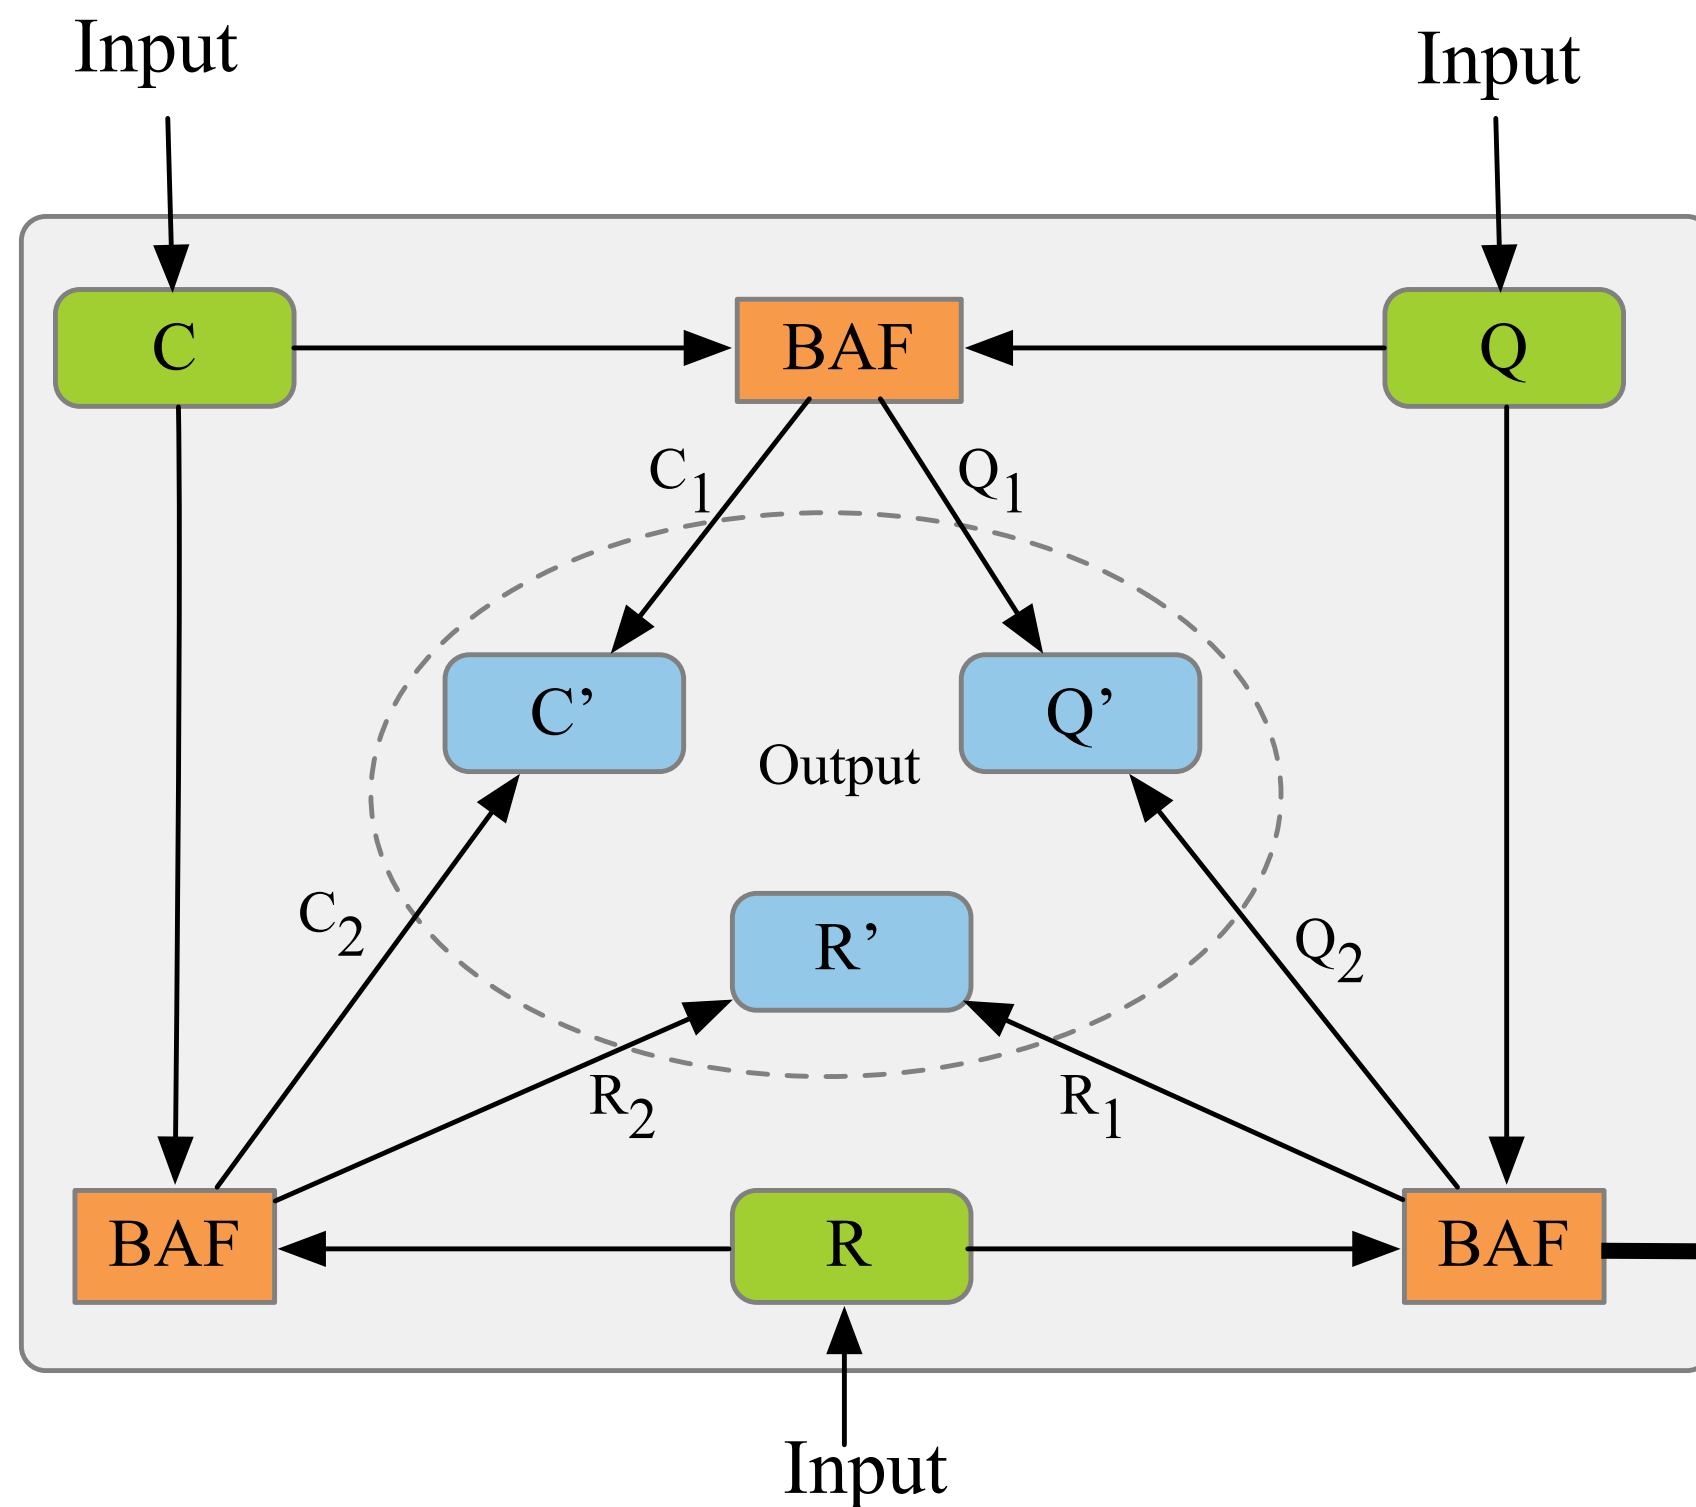 Input
Input
C
BAF
Q
C1
Q1
C’
Q’
Output
C2
R’
Q2
R2
R1
BAF
R
BAF
Input